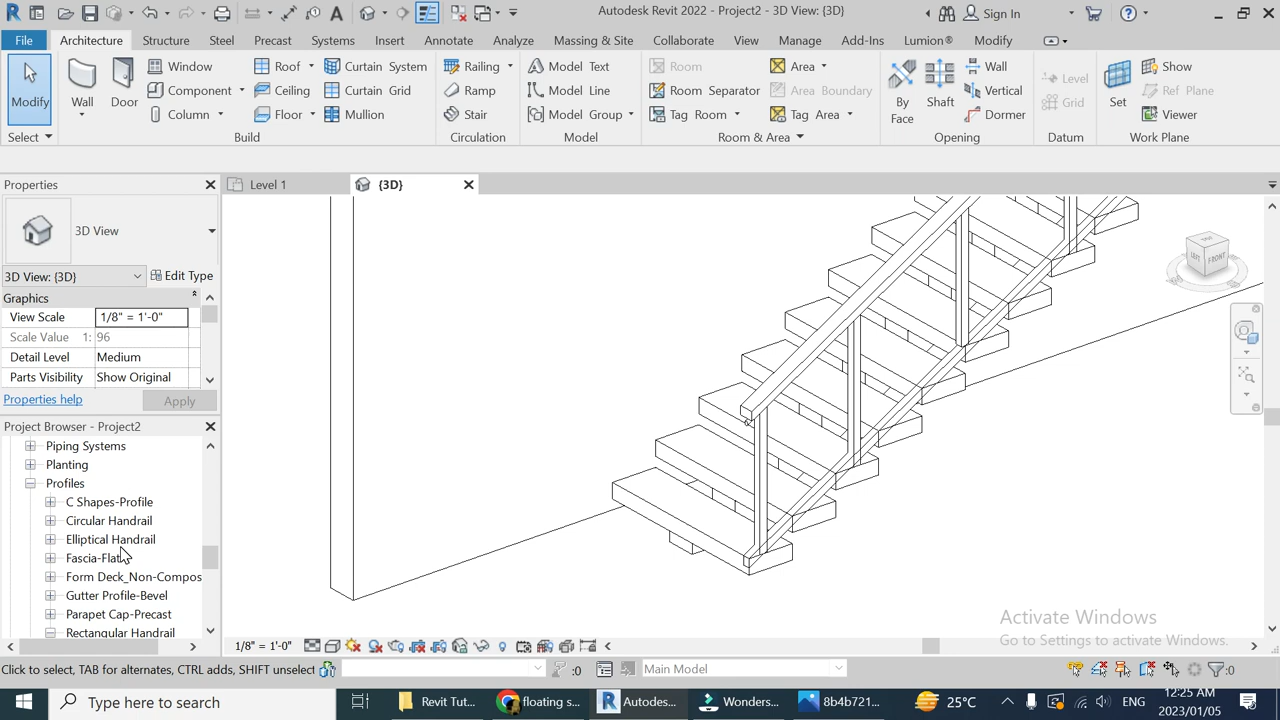 Autodesk Revit 2022 - Project2 - 3D View: {3D}
Sign In
File Architecture Structure Steel Precast Systems Insert Annotate Analyze Massing & Site Collaborate View Manage Add-Ins Lumion® Modify
Modify
Select
Wall
Door
Window
Component
Column
Roof
Ceiling
Floor
Curtain System
Curtain Grid
Mullion
Build
Railing
Ramp
Stair
Circulation
Model Text
Model Line
Model Group
Model
Room
Room Separator
Tag Room
Area
Area Boundary
Tag Area
Room & Area
By Face
Shaft
Wall
Vertical
Dormer
Opening
Level
Grid
Datum
Set
Show
Ref Plane
Viewer
Work Plane
Properties
Level 1
{3D}
3D View
3D View: {3D}
Edit Type
Graphics
View Scale 1/8" = 1'-0"
Scale Value 1: 96
Detail Level Medium
Parts Visibility Show Original
Properties help
Apply
LEFT FRONT
Project Browser - Project2
Piping Systems
Planting
Profiles
C Shapes-Profile
Circular Handrail
Elliptical Handrail
Fascia-Flat
Form Deck_Non-Compos
Gutter Profile-Bevel
Parapet Cap-Precast
Rectangular Handrail
Activate Windows
Go to Settings to activate Windows.
1/8" = 1'-0"
Click to select, TAB for alternates, CTRL adds, SHIFT unselect
:0
Main Model
:0
Type here to search
Revit Tut...
floating s...
Autodes...
Wonders...
8b4b721...
25°C
ENG
12:25 AM
2023/01/05